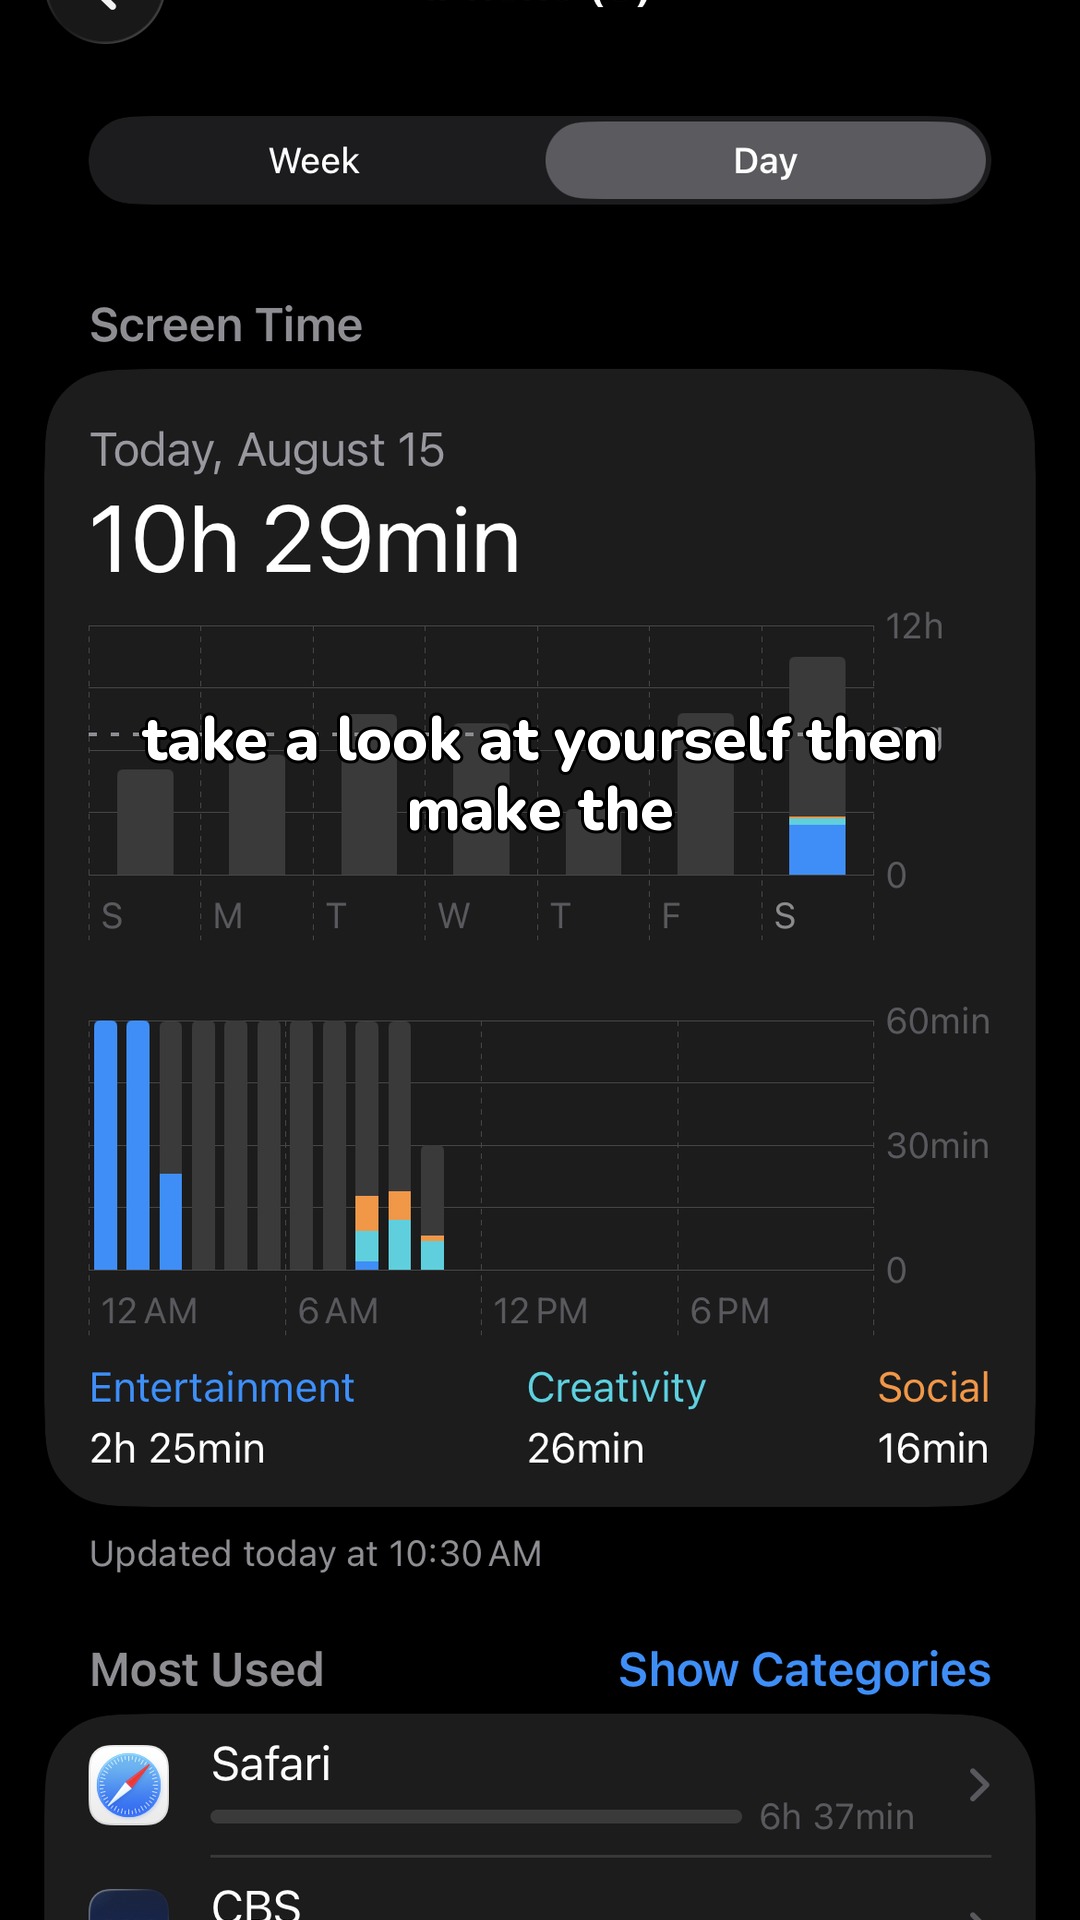 Week
Day
Screen Time
Today, August 15
10h 29min
12h
take a look at yourself then
make the
0
S M T W T F S
60min
30min
0
12 AM 6 AM 12 PM 6 PM
Entertainment Creativity Social
2h 25min 26min 16min
Updated today at 10:30 AM
Most Used Show Categories
Safari
6h 37min
CBS